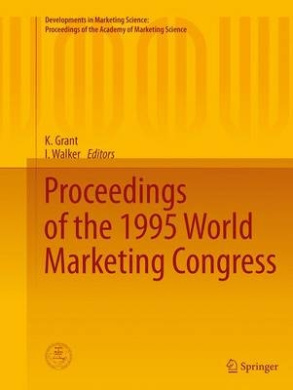 Developments in Marketing Science:
Proceedings of the Academy of Marketing Science
K. Grant
I. Walker Editors
Proceedings
of the 1995 World
Marketing Congress
Springer